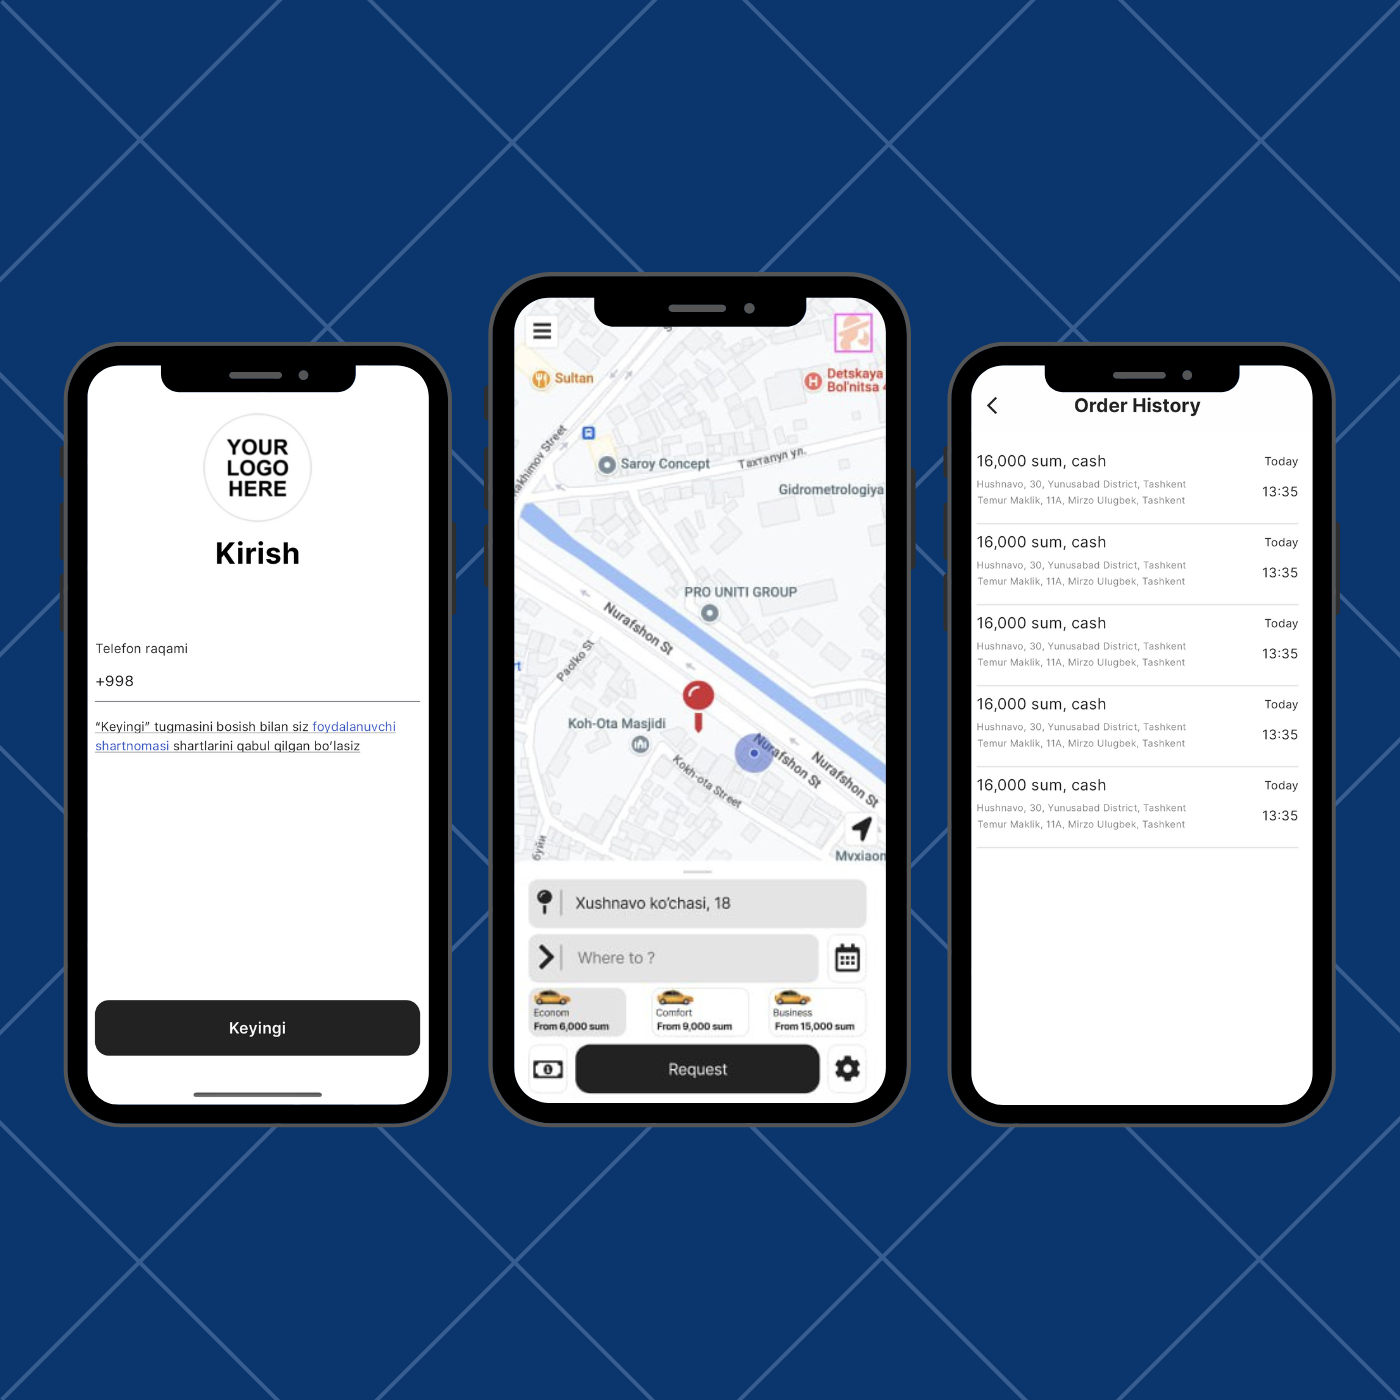 YOUR
LOGO
HERE
Kirish
Telefon raqami
+998
“Keyingi” tugmasini bosish bilan siz foydalanuvchi
shartnomasi shartlarini qabul qilgan bo‘lasiz
Keyingi
Sultan
Detskaya
Bol'nitsa
Saroy Concept
Тахтапул ул.
Gidrometrologiya
PRO UNITI GROUP
Nurafshon St
Koh-Ota Masjidi
Nurafshon St
Nurafshon St
Kokh-ota Street
Xushnavo ko‘chasi, 18
Where to ?
Econom
From 6,000 sum
Comfort
From 9,000 sum
Business
From 15,000 sum
Request
Order History
16,000 sum, cash Today
Hushnavo, 30, Yunusabad District, Tashkent 13:35
Temur Maklik, 11A, Mirzo Ulugbek, Tashkent
16,000 sum, cash Today
Hushnavo, 30, Yunusabad District, Tashkent 13:35
Temur Maklik, 11A, Mirzo Ulugbek, Tashkent
16,000 sum, cash Today
Hushnavo, 30, Yunusabad District, Tashkent 13:35
Temur Maklik, 11A, Mirzo Ulugbek, Tashkent
16,000 sum, cash Today
Hushnavo, 30, Yunusabad District, Tashkent 13:35
Temur Maklik, 11A, Mirzo Ulugbek, Tashkent
16,000 sum, cash Today
Hushnavo, 30, Yunusabad District, Tashkent 13:35
Temur Maklik, 11A, Mirzo Ulugbek, Tashkent